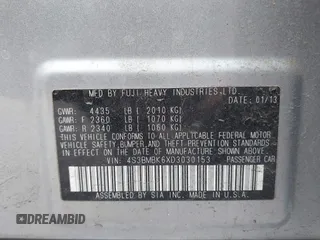 MFD BY FUJI HEAVY INDUSTRIES,LTD.
DATE: 01/13
GVWR: 4435 LB (2010 KG)
GAWR: F 2360 LB (1070 KG)
GAWR: R 2340 LB (1060 KG)
THIS VEHICLE CONFORMS TO ALL APPLICABLE FEDERAL MOTOR
VEHICLE SAFETY,BUMPER,AND THEFT PREVENTION STANDARDS
IN EFFECT ON THE DATE OF MANUFACTURE SHOWN ABOVE.
VIN: 4S3BMBK6XD3030153 PASSENGER CAR
ASSEMBLED BY SIA INC. IN U.S.A.
DREAMBID